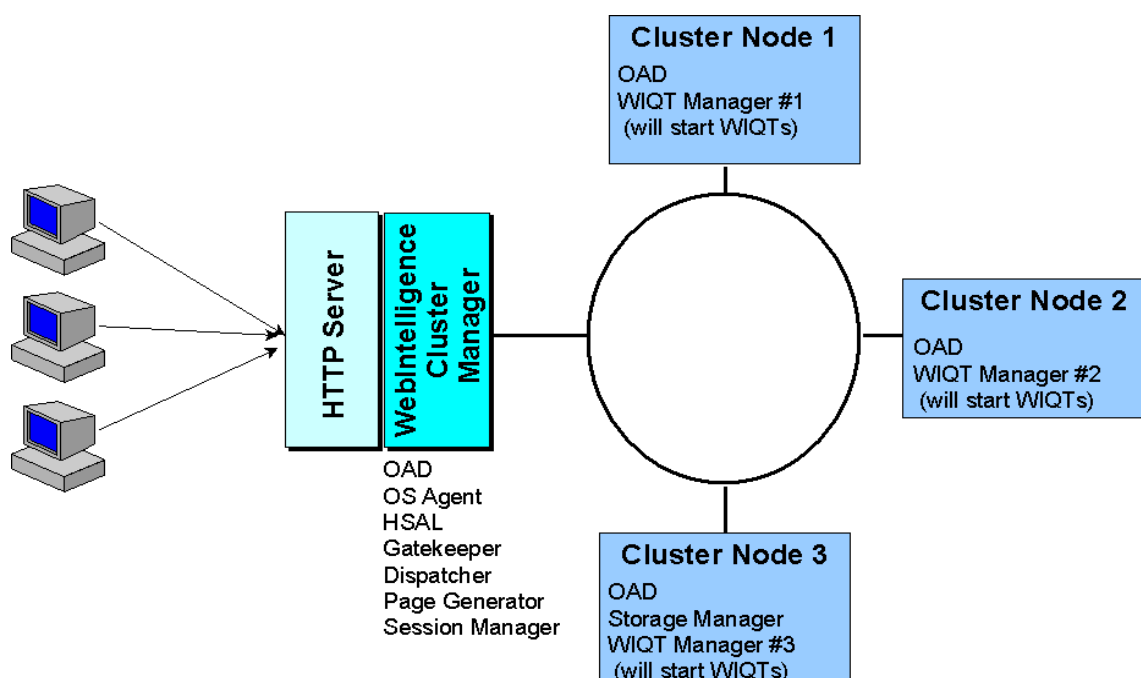 Cluster Node 1
OAD
WIQT Manager #1
(will start WIQTs)
HTTP Server
WebIntelligence
Cluster
Manager
OAD
OS Agent
HSAL
Gatekeeper
Dispatcher
Page Generator
Session Manager
Cluster Node 2
OAD
WIQT Manager #2
(will start WIQTs)
Cluster Node 3
OAD
Storage Manager
WIQT Manager #3
(will start WIQTs)